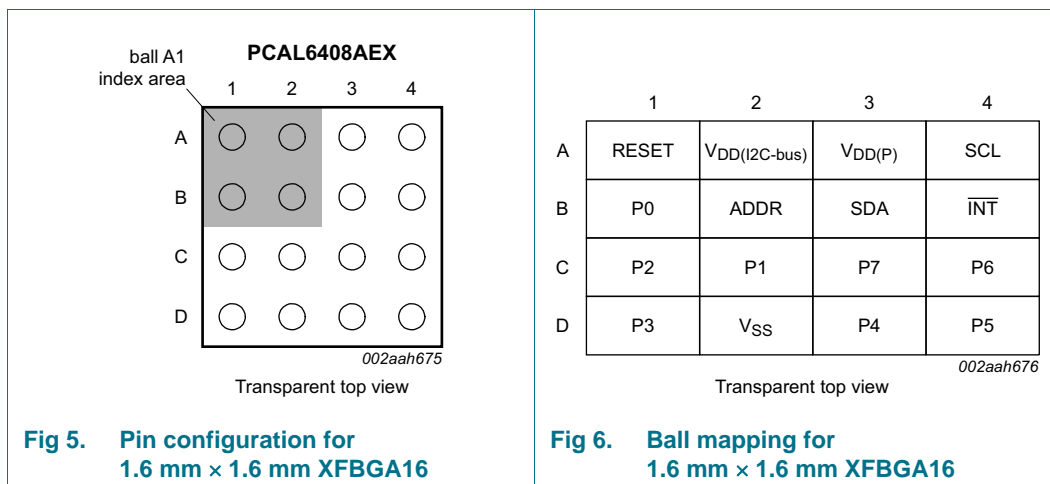 ball A1
index area
PCAL6408AEX
1 2 3 4
A
B
C
D
002aah675
Transparent top view
Fig 5. Pin configuration for
1.6 mm × 1.6 mm XFBGA16
1 2 3 4
A RESET VDD(I2C-bus) VDD(P) SCL
B P0 ADDR SDA INT
C P2 P1 P7 P6
D P3 VSS P4 P5
002aah676
Transparent top view
Fig 6. Ball mapping for
1.6 mm × 1.6 mm XFBGA16